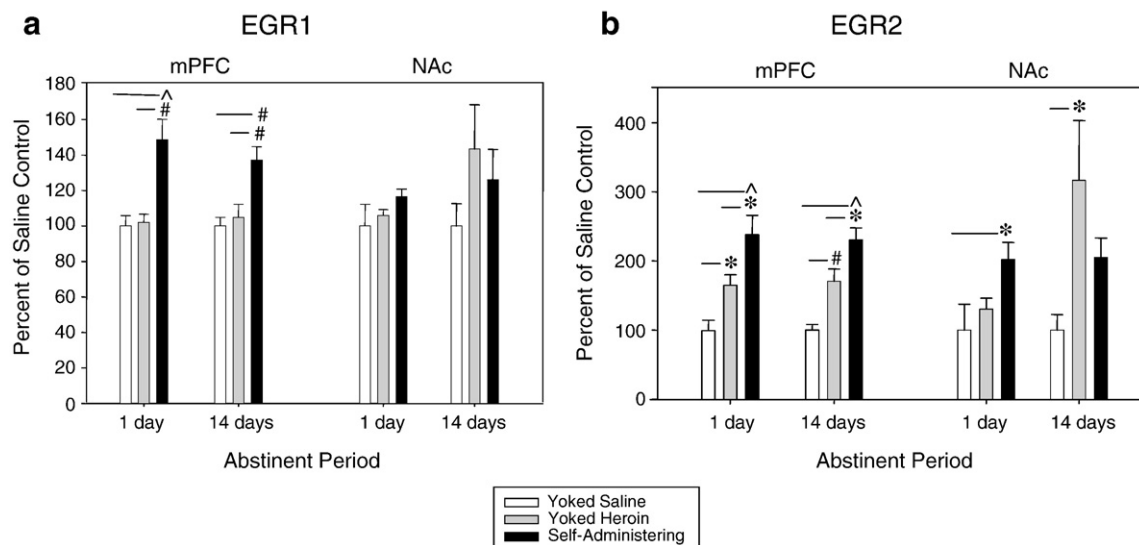 a EGR1
mPFC NAc
Percent of Saline Control
180
160
140
120
100
80
60
40
20
0
^
#
#
#
1 day 14 days 1 day 14 days
Abstinent Period
b EGR2
mPFC NAc
Percent of Saline Control
400
300
200
100
0
^
*
*
^
*
#
*
*
1 day 14 days 1 day 14 days
Abstinent Period
Yoked Saline
Yoked Heroin
Self-Administering